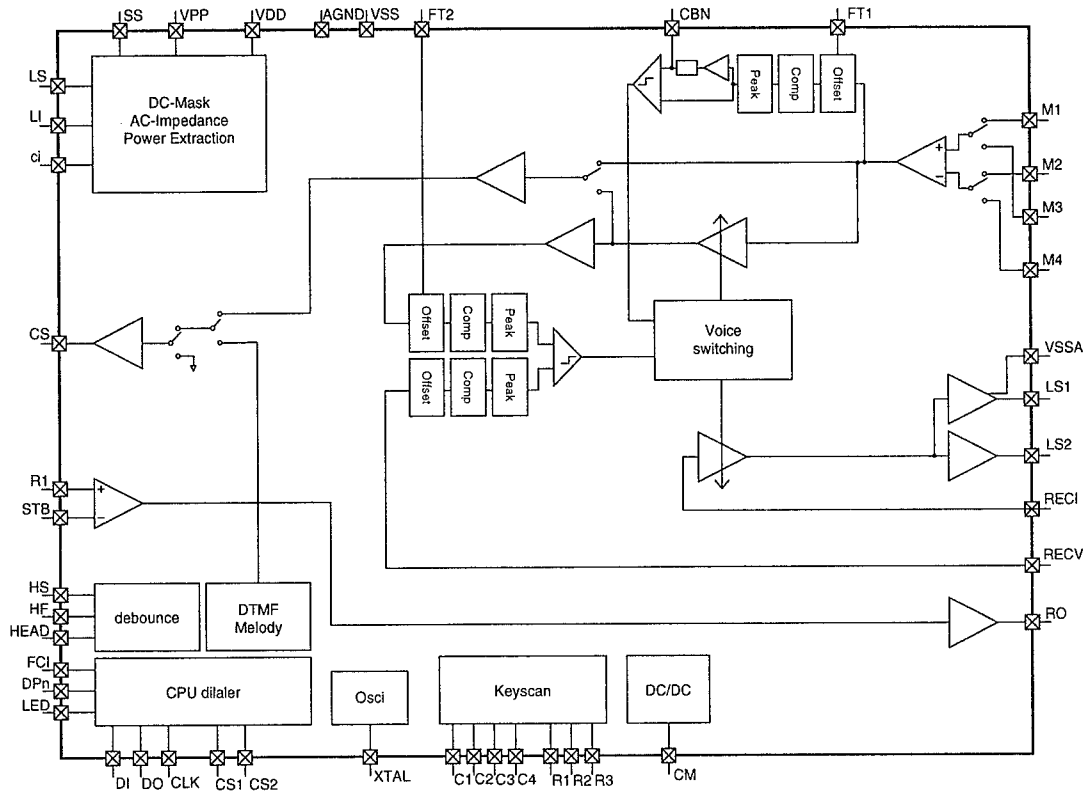 SS
VPP
VDD
AGND
VSS
FT2
CBN
FT1
LS
LI
ci
DC-Mask
AC-Impedance
Power Extraction
Peak
Comp
Offset
M1
M2
M3
M4
+
−
Offset
Comp
Peak
Offset
Comp
Peak
Voice
switching
CS
VSSA
LS1
LS2
RECI
RECV
RO
R1
STB
+
−
HS
HF
HEAD
debounce
DTMF
Melody
FCI
DPn
LED
CPU dilaler
Osci
Keyscan
DC/DC
DI
DO
CLK
CS1
CS2
XTAL
C1
C2
C3
C4
R1
R2
R3
CM